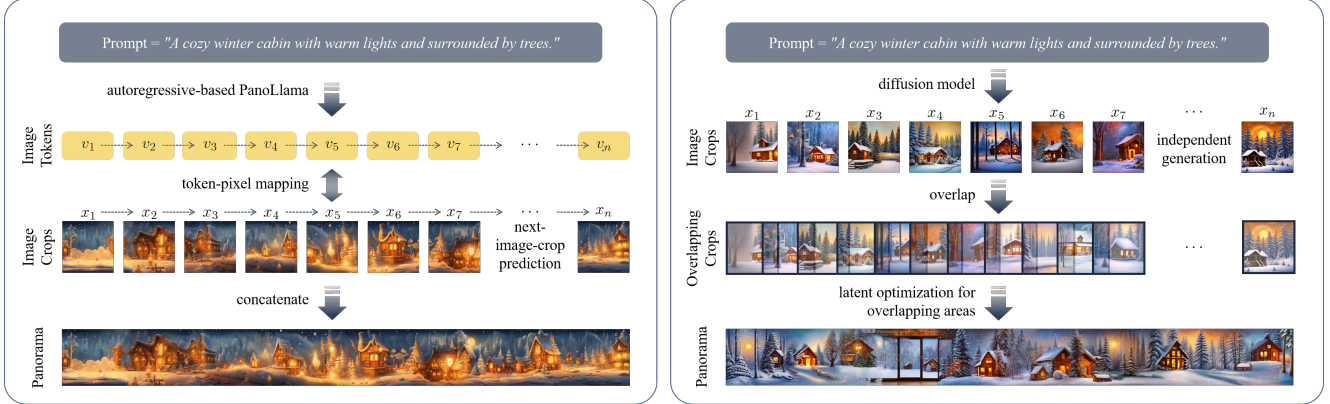 Prompt = "A cozy winter cabin with warm lights and surrounded by trees."
autoregressive-based PanoLlama
Image Tokens
v1 v2 v3 v4 v5 v6 v7 ... vn
token-pixel mapping
x1 x2 x3 x4 x5 x6 x7 ... xn
Image Crops
next-
image-crop
prediction
concatenate
Panorama
Prompt = "A cozy winter cabin with warm lights and surrounded by trees."
diffusion model
x1 x2 x3 x4 x5 x6 x7 ... xn
Image Crops
independent
generation
overlap
Overlapping Crops
...
latent optimization for
overlapping areas
Panorama